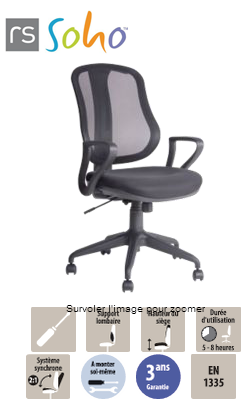 rs Soho™
Survoler l'image pour zoomer
Support
lombaire
Hauteur du
siège
Durée
d'utilisation
5 - 8 heures
Système
synchrone
2:1
A monter
soi-même
3 ans
Garantie
EN
1335